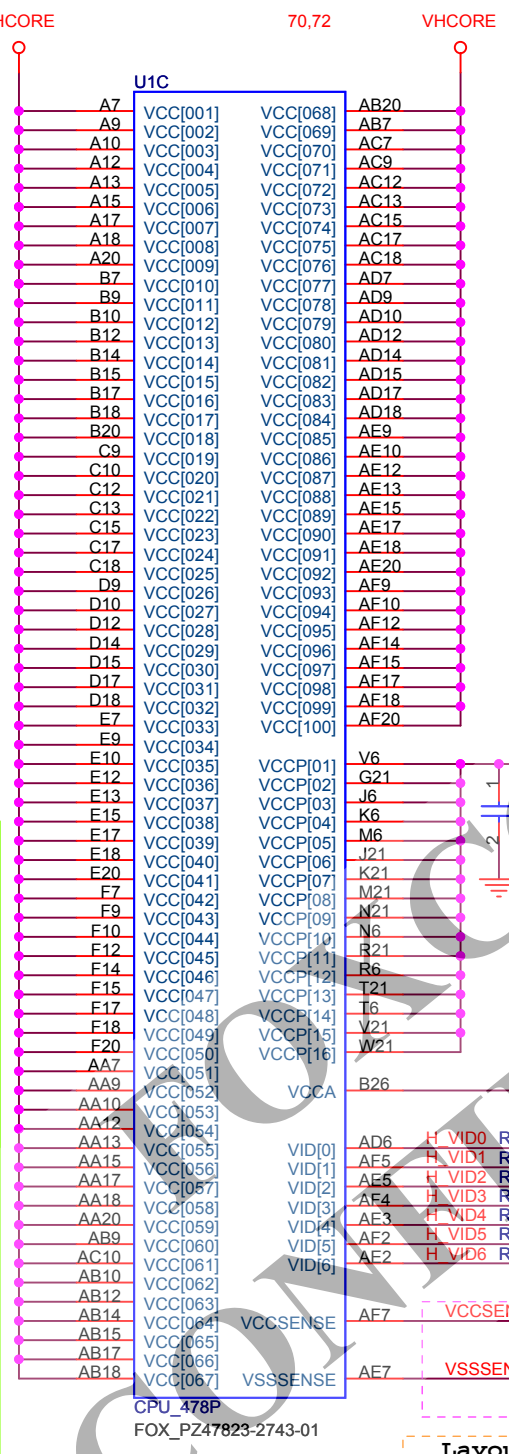 HCORE 70,72 VHCORE
U1C
A7 VCC[001] VCC[068] AB20
A9 VCC[002] VCC[069] AB7
A10 VCC[003] VCC[070] AC7
A12 VCC[004] VCC[071] AC9
A13 VCC[005] VCC[072] AC12
A15 VCC[006] VCC[073] AC13
A17 VCC[007] VCC[074] AC15
A18 VCC[008] VCC[075] AC17
A20 VCC[009] VCC[076] AC18
B7 VCC[010] VCC[077] AD7
B9 VCC[011] VCC[078] AD9
B10 VCC[012] VCC[079] AD10
B12 VCC[013] VCC[080] AD12
B14 VCC[014] VCC[081] AD14
B15 VCC[015] VCC[082] AD15
B17 VCC[016] VCC[083] AD17
B18 VCC[017] VCC[084] AD18
B20 VCC[018] VCC[085] AE9
C9 VCC[019] VCC[086] AE10
C10 VCC[020] VCC[087] AE12
C12 VCC[021] VCC[088] AE13
C13 VCC[022] VCC[089] AE15
C15 VCC[023] VCC[090] AE17
C17 VCC[024] VCC[091] AE18
C18 VCC[025] VCC[092] AE20
D9 VCC[026] VCC[093] AF9
D10 VCC[027] VCC[094] AF10
D12 VCC[028] VCC[095] AF12
D14 VCC[029] VCC[096] AF14
D15 VCC[030] VCC[097] AF15
D17 VCC[031] VCC[098] AF17
D18 VCC[032] VCC[099] AF18
E7 VCC[033] VCC[100] AF20
E9 VCC[034]
E10 VCC[035] VCCP[01] V6
E12 VCC[036] VCCP[02] G21 1
E13 VCC[037] VCCP[03] J6
E15 VCC[038] VCCP[04] K6
E17 VCC[039] VCCP[05] M6 2
E18 VCC[040] VCCP[06] J21
E20 VCC[041] VCCP[07] K21
F7 VCC[042] VCCP[08] M21
F9 VCC[043] VCCP[09] N21
F10 VCC[044] VCCP[10] N6
F12 VCC[045] VCCP[11] R21
F14 VCC[046] VCCP[12] R6
F15 VCC[047] VCCP[13] T21
F17 VCC[048] VCCP[14] T6
F18 VCC[049] VCCP[15] V21
F20 VCC[050] VCCP[16] W21
AA7 VCC[051]
AA9 VCC[052] VCCA B26
AA10 VCC[053]
AA12 VCC[054]
AA13 VCC[055] VID[0] AD6 H_VID0 R
AA15 VCC[056] VID[1] AF5 H_VID1 R
AA17 VCC[057] VID[2] AE5 H_VID2 R
AA18 VCC[058] VID[3] AF4 H_VID3 R
AA20 VCC[059] VID[4] AE3 H_VID4 R
AB9 VCC[060] VID[5] AF2 H_VID5 R
AC10 VCC[061] VID[6] AE2 H_VID6 R
AB10 VCC[062]
AB12 VCC[063]
AB14 VCC[064] VCCSENSE AF7 VCCSEN
AB15 VCC[065]
AB17 VCC[066]
AB18 VCC[067] VSSSENSE AE7 VSSSEN
CPU_478P
FOX_PZ47823-2743-01
Layou
FOXC
CONFI